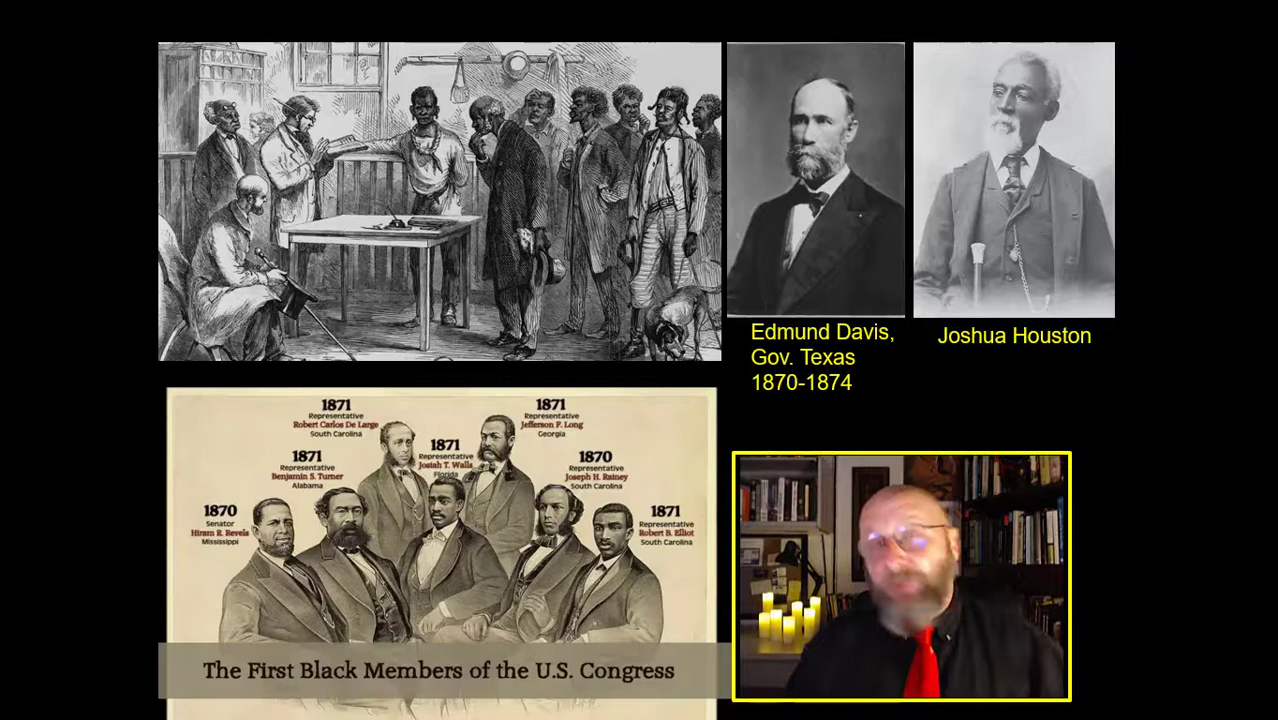 Edmund Davis,
Gov. Texas
1870-1874
Joshua Houston
1871
Representative
Robert Carlos De Large
South Carolina
1871
Representative
Jefferson F. Long
Georgia
1871
Representative
Josiah T. Walls
Florida
1871
Representative
Benjamin S. Turner
Alabama
1870
Representative
Joseph H. Rainey
South Carolina
1870
Senator
Hiram R. Revels
Mississippi
1871
Representative
Robert B. Elliot
South Carolina
The First Black Members of the U.S. Congress